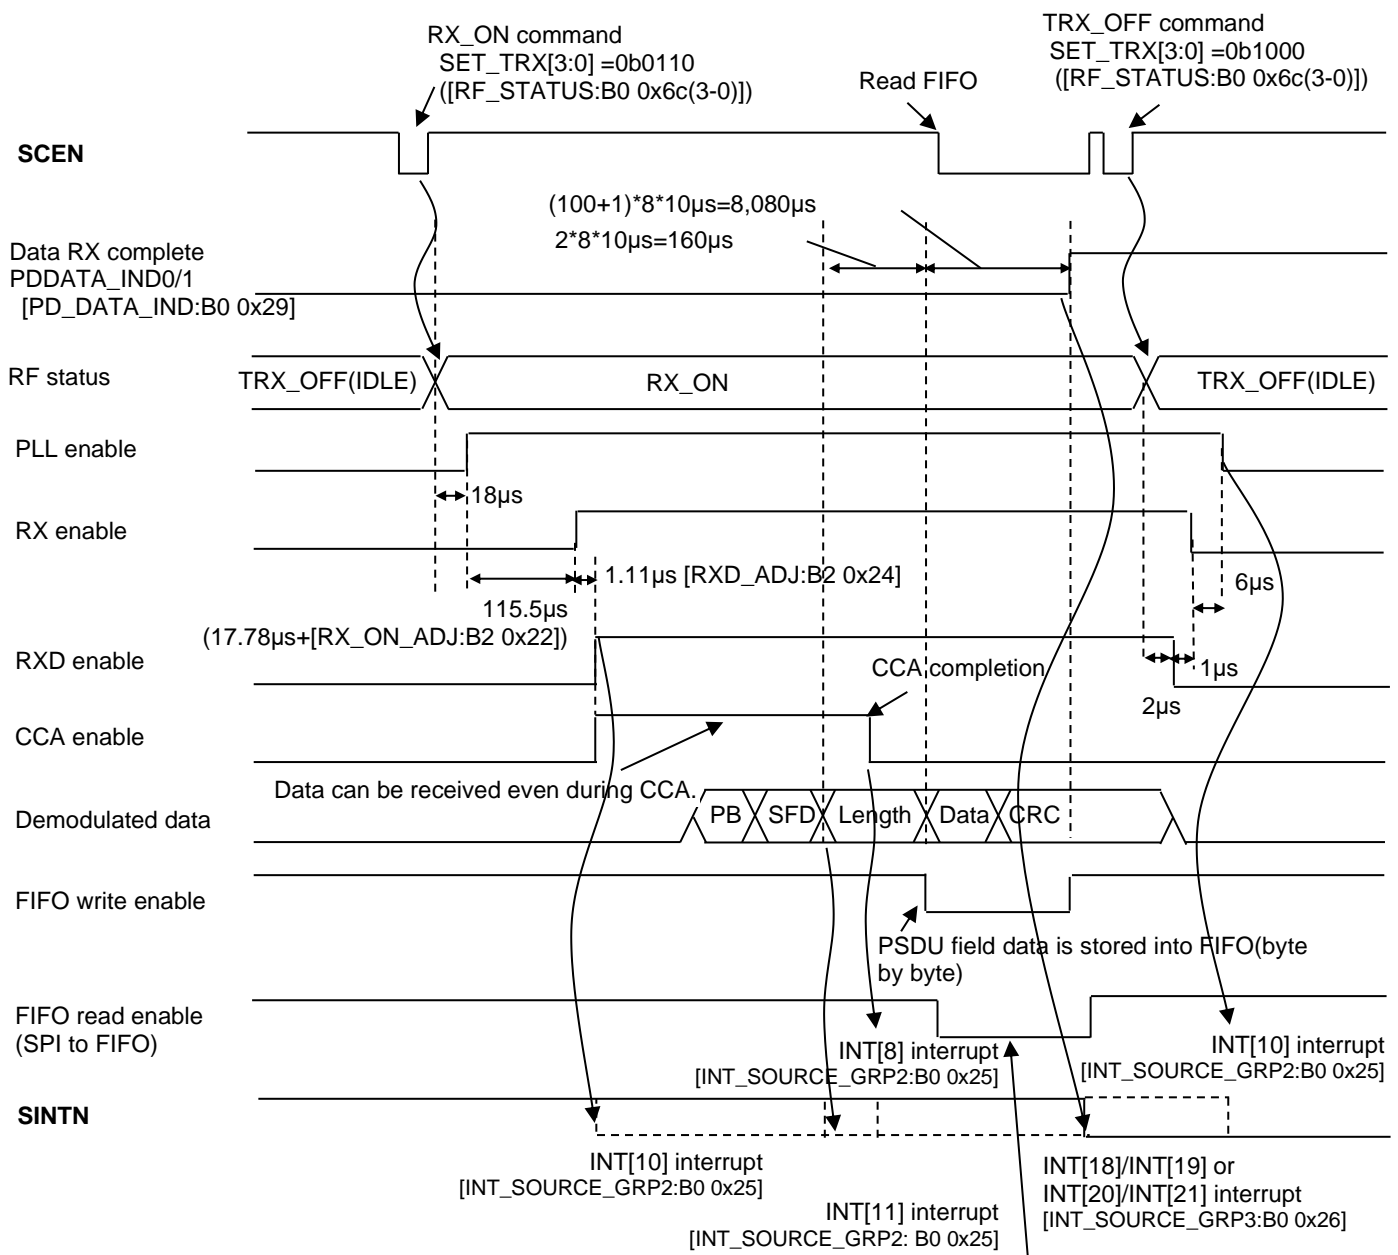 RX_ON command
SET_TRX[3:0] =0b0110
([RF_STATUS:B0 0x6c(3-0)])
Read FIFO
TRX_OFF command
SET_TRX[3:0] =0b1000
([RF_STATUS:B0 0x6c(3-0)])
SCEN
(100+1)*8*10µs=8,080µs
2*8*10µs=160µs
Data RX complete
PDDATA_IND0/1
[PD_DATA_IND:B0 0x29]
RF status
TRX_OFF(IDLE)
RX_ON
TRX_OFF(IDLE)
PLL enable
18µs
RX enable
1.11µs [RXD_ADJ:B2 0x24]
6µs
115.5µs
(17.78µs+[RX_ON_ADJ:B2 0x22])
RXD enable
CCA completion
1µs
2µs
CCA enable
Data can be received even during CCA.
Demodulated data
PB
SFD
Length
Data
CRC
FIFO write enable
PSDU field data is stored into FIFO(byte
by byte)
FIFO read enable
(SPI to FIFO)
INT[8] interrupt
[INT_SOURCE_GRP2:B0 0x25]
INT[10] interrupt
[INT_SOURCE_GRP2:B0 0x25]
SINTN
INT[10] interrupt
[INT_SOURCE_GRP2:B0 0x25]
INT[11] interrupt
[INT_SOURCE_GRP2: B0 0x25]
INT[18]/INT[19] or
INT[20]/INT[21] interrupt
[INT_SOURCE_GRP3:B0 0x26]